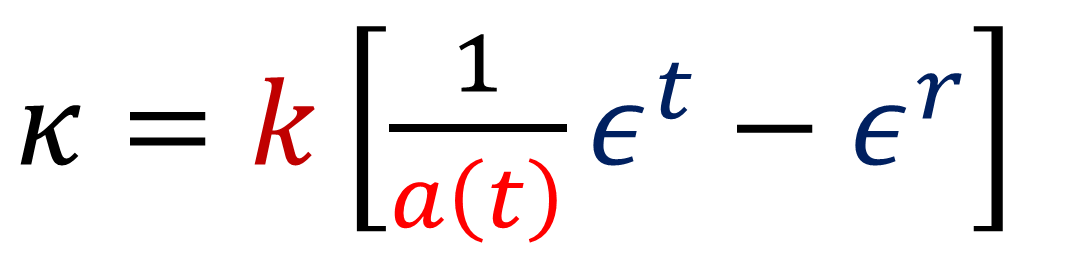 κ = k [ 1/a(t) ϵ^t − ϵ^r ]